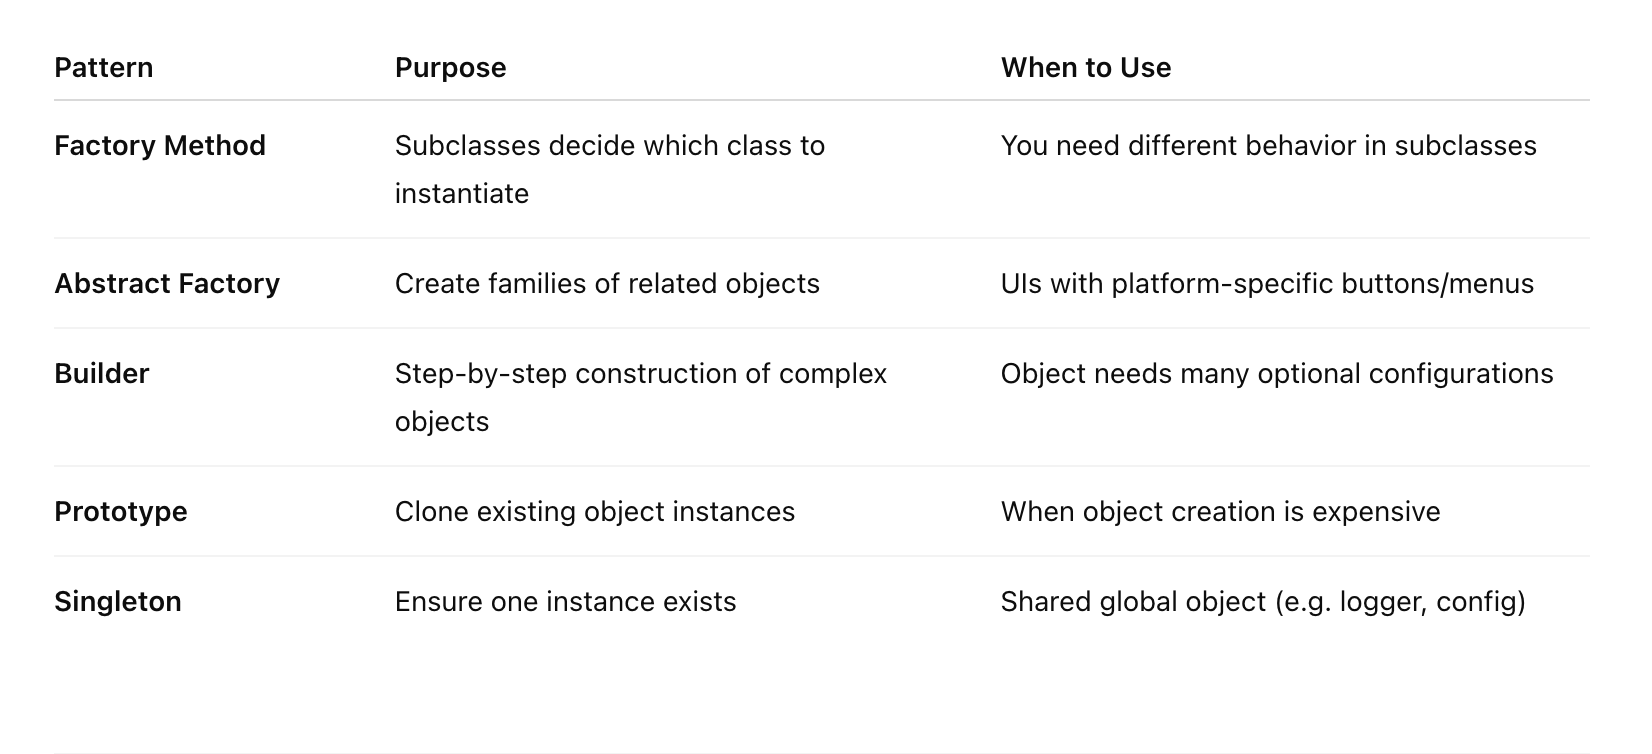 Pattern Purpose When to Use
Factory Method Subclasses decide which class to You need different behavior in subclasses
instantiate
Abstract Factory Create families of related objects UIs with platform-specific buttons/menus
Builder Step-by-step construction of complex Object needs many optional configurations
objects
Prototype Clone existing object instances When object creation is expensive
Singleton Ensure one instance exists Shared global object (e.g. logger, config)